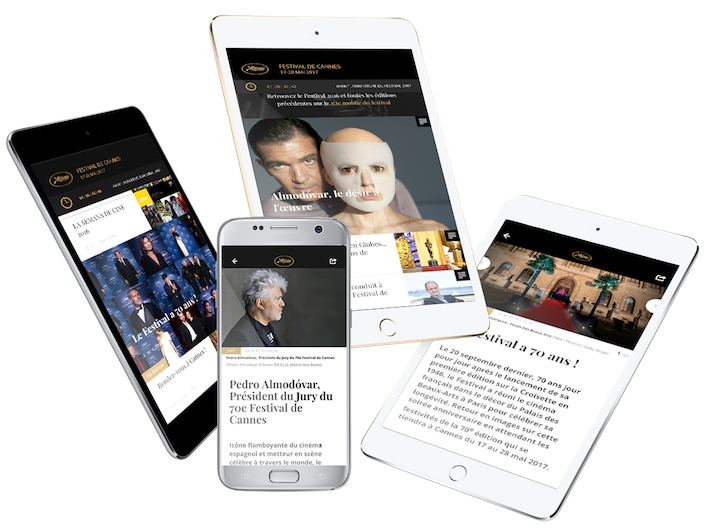 FESTIVAL DE CANNES
17-28 MAI 2017
Retrouvez le Festival 2016 et toutes les éditions
précédentes sur le site mobile du festival
Almodóvar, le désir à
l'œuvre
en Globes...
ns de
conduit à
Festival de
FESTIVAL DE CANNES
17-28 MAI 2017
LA SEMANA DE CINE
2016
Le Festival a 70 ans !
Rendez-vous à Cannes !
Pedro Almodóvar, Président du Jury du 70e Festival de Cannes
Pedro Almodóvar,
Président du Jury du
70e Festival de
Cannes
Icône flamboyante du cinéma
espagnol et metteur en scène
célèbre à travers le monde, le
estival a 70 ans !
Le 20 septembre dernier, 70 ans jour
pour jour après le lancement de sa
première édition sur la Croisette en
1946, le Festival a réuni le cinéma
français dans le décor du Palais des
Beaux-Arts à Paris pour célébrer sa
longévité. Retour en images sur cette
soirée anniversaire en attendant les
festivités de la 70e édition qui se
tiendra à Cannes du 17 au
28 mai 2017.